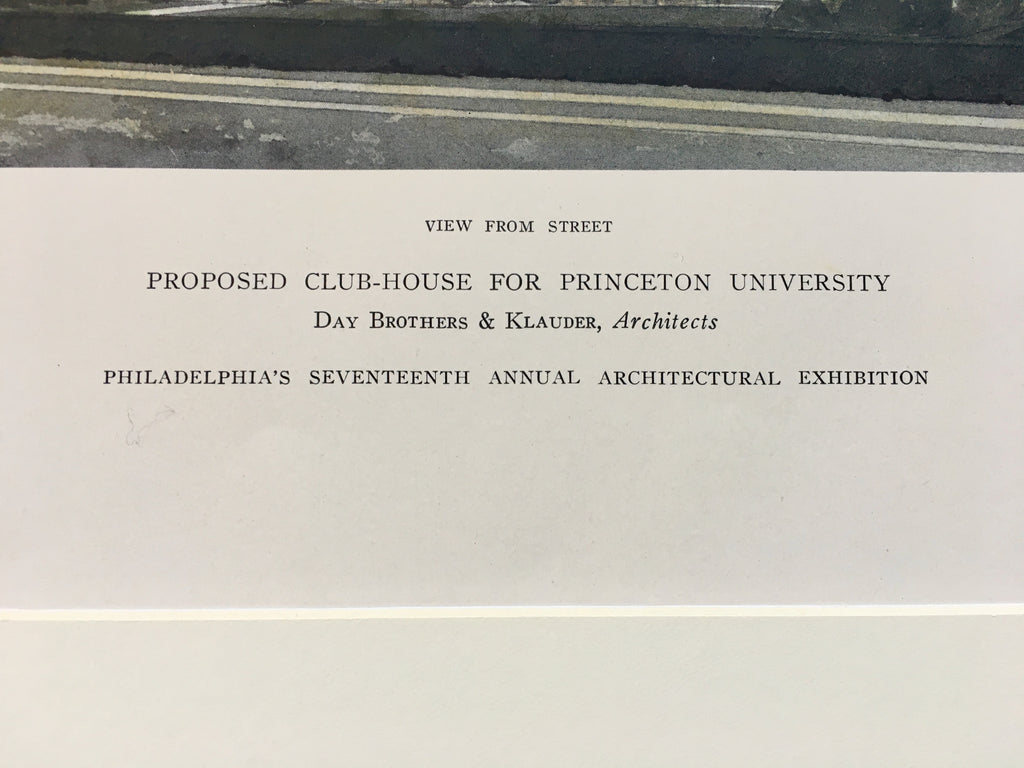 VIEW FROM STREET
PROPOSED CLUB-HOUSE FOR PRINCETON UNIVERSITY
DAY BROTHERS & KLAUDER, Architects
PHILADELPHIA'S SEVENTEENTH ANNUAL ARCHITECTURAL EXHIBITION